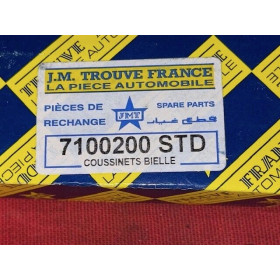 J.M. TROUVE FRANCE
LA PIECE AUTOMOBILE
PIÈCES DE
RECHANGE
JMT
SPARE PARTS
قطع غيار
7100200 STD
COUSSINETS BIELLE